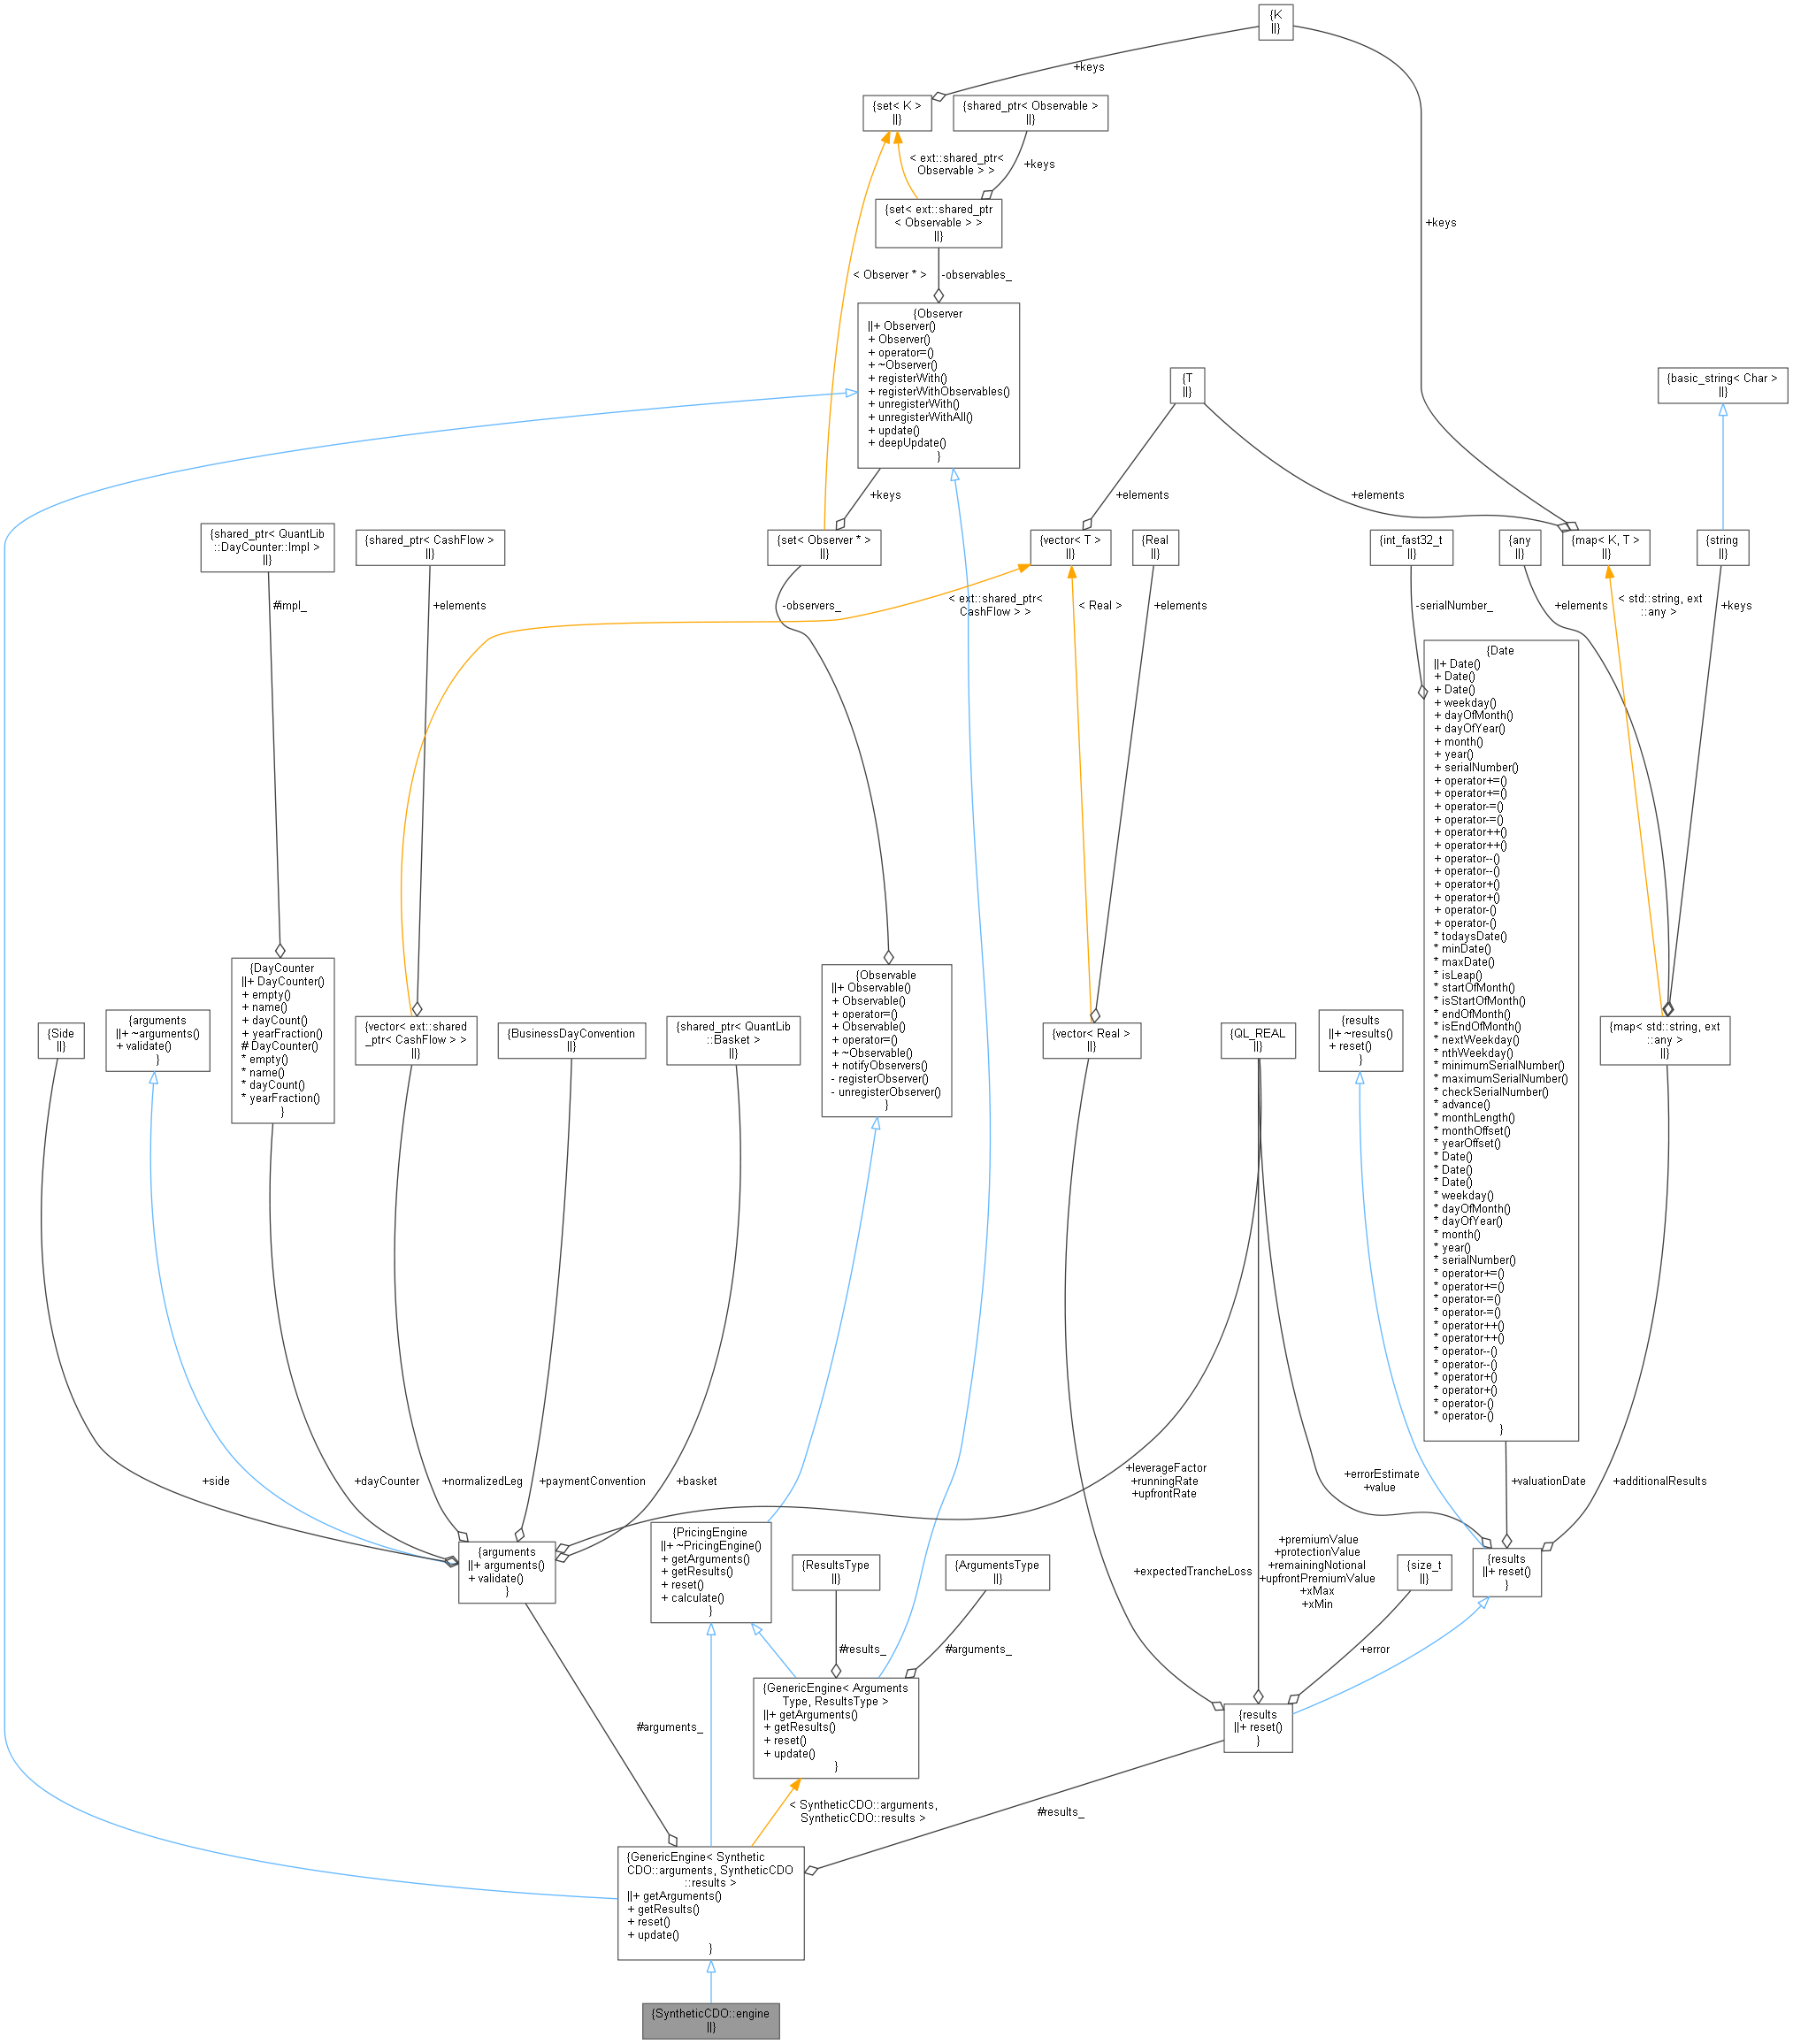 {K
||}
+keys
{set< K >
||}
{shared_ptr< Observable >
||}
< ext::shared_ptr<
Observable > >
+keys
{set< ext::shared_ptr
< Observable > >
||}
+keys
< Observer * >
-observables_
{Observer
||+ Observer()
+ Observer()
+ operator=()
+ ~Observer()
+ registerWith()
+ registerWithObservables()
+ unregisterWith()
+ unregisterWithAll()
+ update()
+ deepUpdate()
}
{T
||}
{basic_string< Char >
||}
+keys
+elements
+elements
{shared_ptr< QuantLib
::DayCounter::Impl >
||}
{shared_ptr< CashFlow >
||}
{set< Observer * >
||}
{vector< T >
||}
{Real
||}
{int_fast32_t
||}
{any
||}
{map< K, T >
||}
{string
||}
#impl_
+elements
-observers_
< ext::shared_ptr<
CashFlow > >
< Real >
+elements
-serialNumber_
+elements
< std::string, ext
::any >
+keys
{Date
||+ Date()
+ Date()
+ Date()
+ weekday()
+ dayOfMonth()
+ dayOfYear()
+ month()
+ year()
+ serialNumber()
+ operator+=()
+ operator+=()
+ operator-=()
+ operator-=()
+ operator++()
+ operator++()
+ operator--()
+ operator--()
+ operator+()
+ operator+()
+ operator-()
+ operator-()
* todaysDate()
* minDate()
* maxDate()
* isLeap()
* startOfMonth()
* isStartOfMonth()
* endOfMonth()
* isEndOfMonth()
* nextWeekday()
* nthWeekday()
* minimumSerialNumber()
* maximumSerialNumber()
* checkSerialNumber()
* advance()
* monthLength()
* monthOffset()
* yearOffset()
* Date()
* Date()
* Date()
* weekday()
* dayOfMonth()
* dayOfYear()
* month()
* year()
* serialNumber()
* operator+=()
* operator+=()
* operator-=()
* operator-=()
* operator++()
* operator++()
* operator--()
* operator--()
* operator+()
* operator+()
* operator-()
* operator-()
}
{Side
||}
{arguments
||+ ~arguments()
+ validate()
}
{DayCounter
||+ DayCounter()
+ empty()
+ name()
+ dayCount()
+ yearFraction()
# DayCounter()
* empty()
* name()
* dayCount()
* yearFraction()
}
{vector< ext::shared
_ptr< CashFlow > >
||}
{BusinessDayConvention
||}
{shared_ptr< QuantLib
::Basket >
||}
{Observable
||+ Observable()
+ Observable()
+ operator=()
+ Observable()
+ operator=()
+ ~Observable()
+ notifyObservers()
- registerObserver()
- unregisterObserver()
}
{vector< Real >
||}
{QL_REAL
||}
{results
||+ ~results()
+ reset()
}
{map< std::string, ext
::any >
||}
+side
+dayCounter
+normalizedLeg
+paymentConvention
+basket
+leverageFactor
+runningRate
+upfrontRate
+errorEstimate
+value
+valuationDate
+additionalResults
{arguments
||+ arguments()
+ validate()
}
{PricingEngine
||+ ~PricingEngine()
+ getArguments()
+ getResults()
+ reset()
+ calculate()
}
{ResultsType
||}
{ArgumentsType
||}
+expectedTrancheLoss
+premiumValue
+protectionValue
+remainingNotional
+upfrontPremiumValue
+xMax
+xMin
{size_t
||}
{results
||+ reset()
}
#results_
#arguments_
+error
{GenericEngine< Arguments
Type, ResultsType >
||+ getArguments()
+ getResults()
+ reset()
+ update()
}
{results
||+ reset()
}
#arguments_
< SyntheticCDO::arguments,
SyntheticCDO::results >
#results_
{GenericEngine< Synthetic
CDO::arguments, SyntheticCDO
::results >
||+ getArguments()
+ getResults()
+ reset()
+ update()
}
{SyntheticCDO::engine
||}